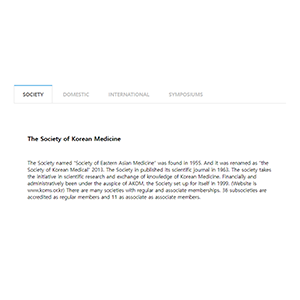 SOCIETY DOMESTIC INTERNATIONAL SYMPOSIUMS
The Society of Korean Medicine
The Society named "Society of Eastern Asian Medicine" was found in 1955. And it was renamed as "the
Society of Korean Medical" 2013. The Society in published its scientific journal in 1963. The society takes
the initiative in scientific research and exchange of knowledge of Korean Medicine. Financially and
administratively been under the auspice of AKOM, the Society set up for itself in 1999. (Website is
www.koms.or.kr) There are many societies with regular and associate memberships. 36 subsocieties are
accredited as regular members and 11 as associate as associate members.